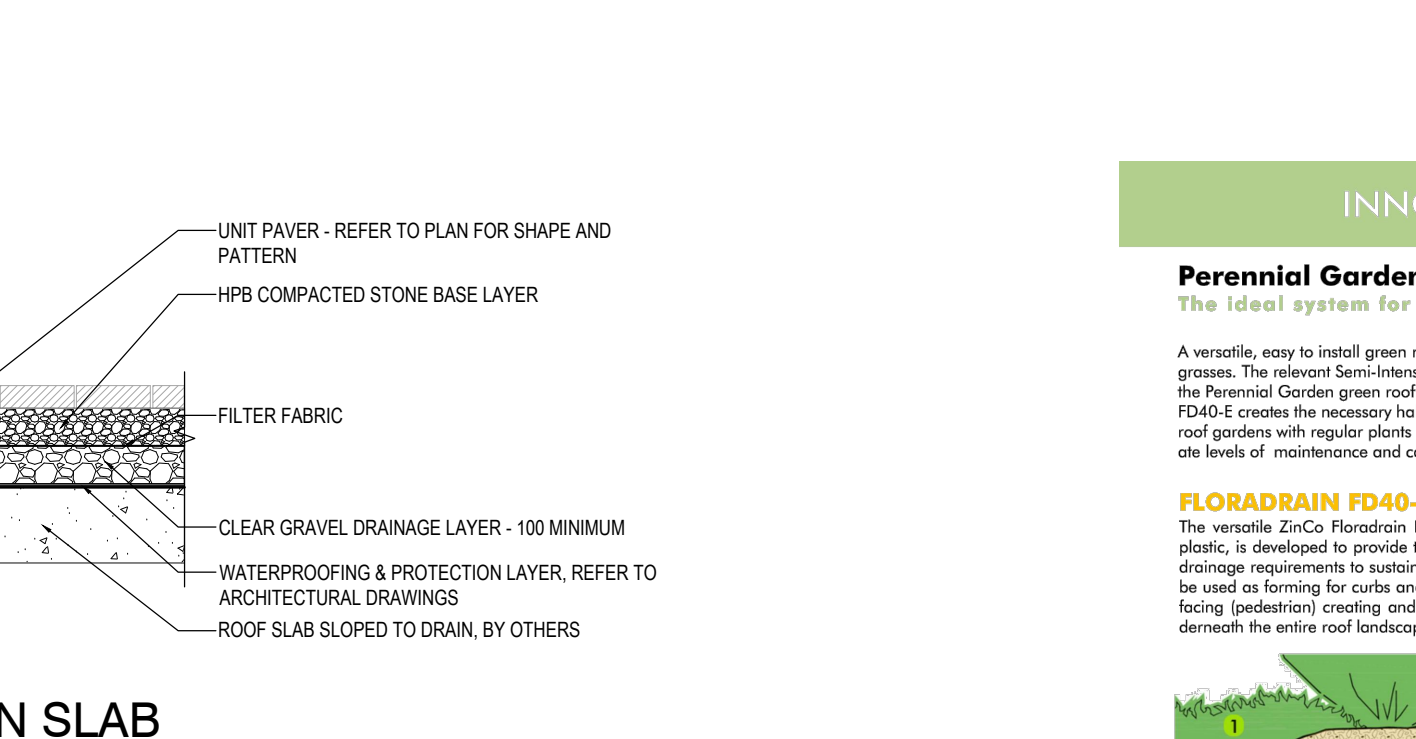 UNIT PAVER - REFER TO PLAN FOR SHAPE AND
PATTERN
HPB COMPACTED STONE BASE LAYER
FILTER FABRIC
CLEAR GRAVEL DRAINAGE LAYER - 100 MINIMUM
WATERPROOFING & PROTECTION LAYER, REFER TO
ARCHITECTURAL DRAWINGS
ROOF SLAB SLOPED TO DRAIN, BY OTHERS
N SLAB
INN
Perennial Garden
The ideal system for
A versatile, easy to install green
grasses. The relevant Semi-Intens
the Perennial Garden green roof
FD40-E creates the necessary ha
roof gardens with regular plants
ate levels of maintenance and
FLORADRAIN FD40-
The versatile ZinCo Floradrain
plastic, is developed to provide
drainage requirements to sustain
be used as forming for curbs an
facing (pedestrian) creating and
derneath the entire roof landscap
1